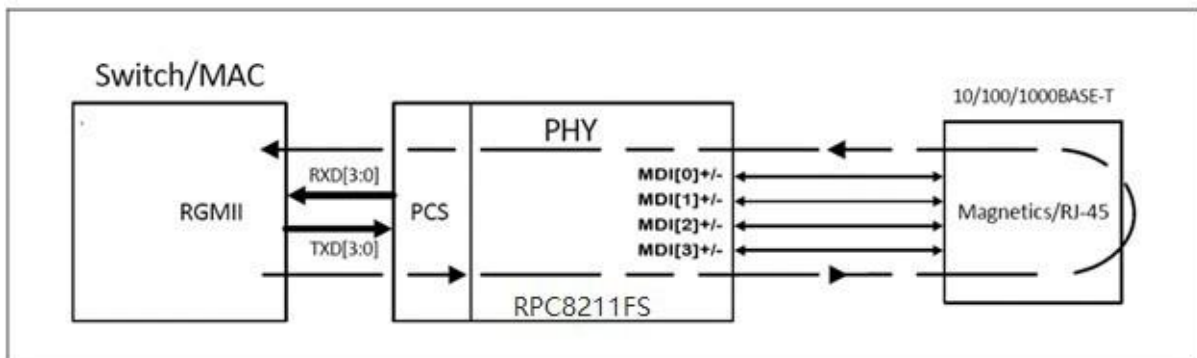 Switch/MAC
10/100/1000BASE-T
PHY
RXD[3:0]
MDI[0]+/-
MDI[1]+/-
RGMII
PCS
Magnetics/RJ-45
MDI[2]+/-
TXD[3:0]
MDI[3]+/-
RPC8211FS